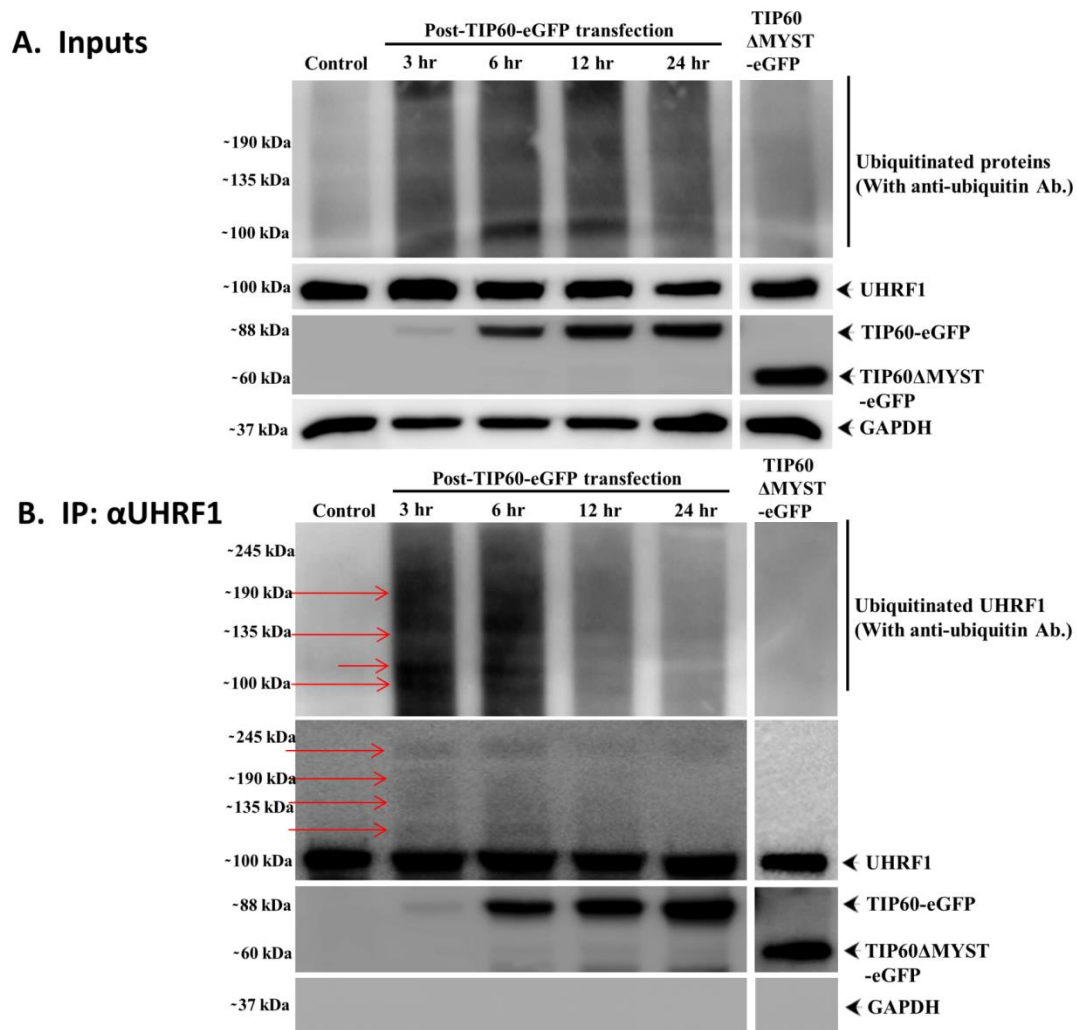 A. Inputs
Post-TIP60-eGFP transfection
TIP60
ΔMYST
-eGFP
Control 3 hr 6 hr 12 hr 24 hr
~190 kDa
~135 kDa
~100 kDa
Ubiquitinated proteins
(With anti-ubiquitin Ab.)
~100 kDa
UHRF1
~88 kDa
TIP60-eGFP
~60 kDa
TIP60ΔMYST
-eGFP
~37 kDa
GAPDH
B. IP: αUHRF1
Post-TIP60-eGFP transfection
TIP60
ΔMYST
-eGFP
Control 3 hr 6 hr 12 hr 24 hr
~245 kDa
~190 kDa
~135 kDa
~100 kDa
Ubiquitinated UHRF1
(With anti-ubiquitin Ab.)
~245 kDa
~190 kDa
~135 kDa
~100 kDa
UHRF1
~88 kDa
TIP60-eGFP
~60 kDa
TIP60ΔMYST
-eGFP
~37 kDa
GAPDH